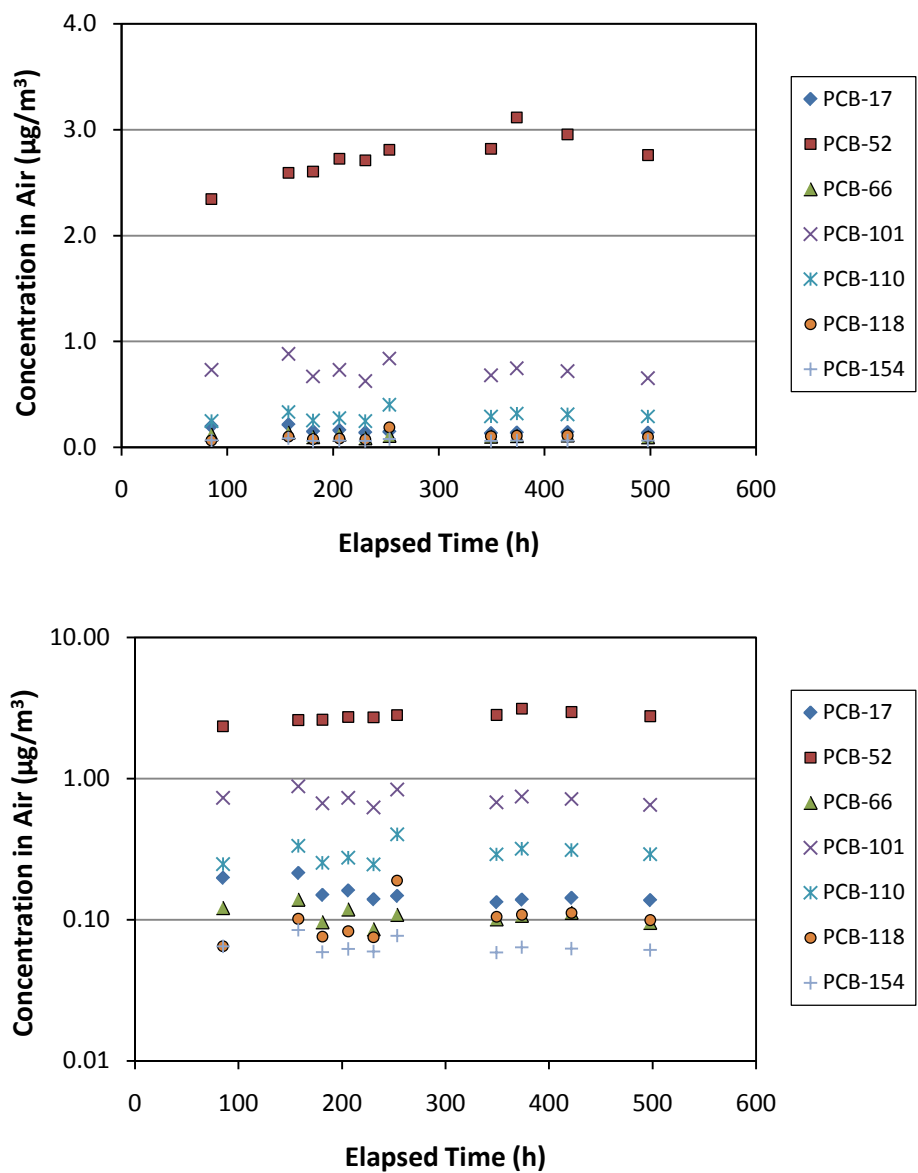 4.0
3.0
2.0
1.0
0.0
Concentration in Air (µg/m³)
0 100 200 300 400 500 600
Elapsed Time (h)
PCB-17
PCB-52
PCB-66
PCB-101
PCB-110
PCB-118
PCB-154
10.00
1.00
0.10
0.01
Concentration in Air (µg/m³)
0 100 200 300 400 500 600
Elapsed Time (h)
PCB-17
PCB-52
PCB-66
PCB-101
PCB-110
PCB-118
PCB-154